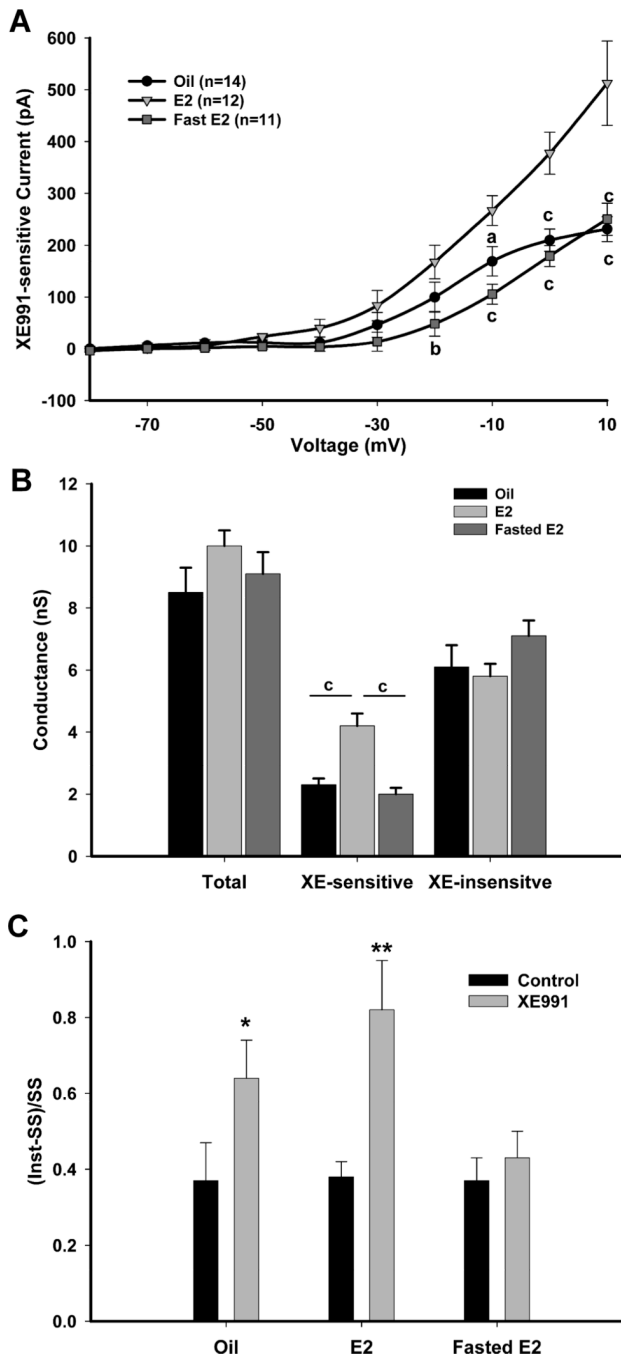 A
600
500
400
300
200
100
0
-100
XE991-sensitive Current (pA)
Oil (n=14)
E2 (n=12)
Fast E2 (n=11)
a
b
c
c
c
c
c
-70
-50
-30
-10
10
Voltage (mV)
B
12
10
8
6
4
2
0
Conductance (nS)
Oil
E2
Fasted E2
c
c
Total
XE-sensitive
XE-insensitve
C
1.0
0.8
0.6
0.4
0.2
0.0
(Inst-SS)/SS
Control
XE991
*
**
Oil
E2
Fasted E2